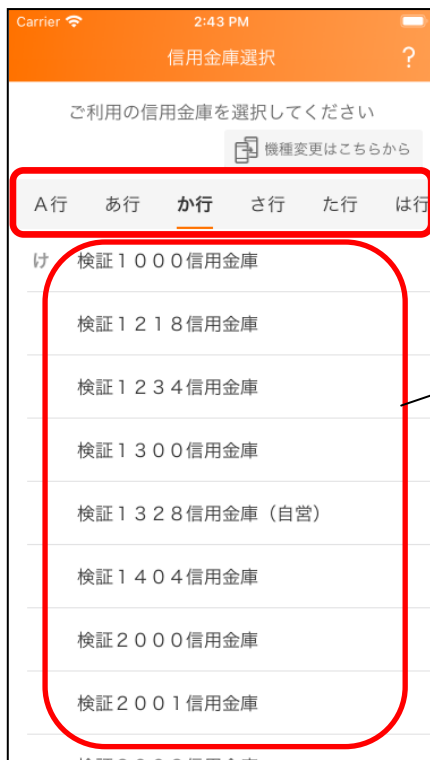 Carrier 2:43 PM
信用金庫選択 ?
ご利用の信用金庫を選択してください
機種変更はこちらから
A行 あ行 か行 さ行 た行 は行
け 検証１０００信用金庫
検証１２１８信用金庫
検証１２３４信用金庫
検証１３００信用金庫
検証１３２８信用金庫（自営）
検証１４０４信用金庫
検証２０００信用金庫
検証２００１信用金庫